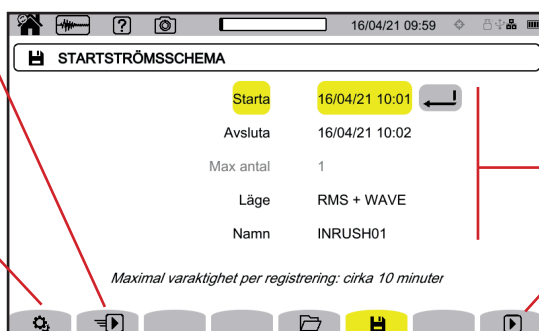 ? 16/04/21 09:59
STARTSTRÖMSSCHEMA
Starta 16/04/21 10:01
Avsluta 16/04/21 10:02
Max antal 1
Läge RMS + WAVE
Namn INRUSH01
Maximal varaktighet per registrering: cirka 10 minuter